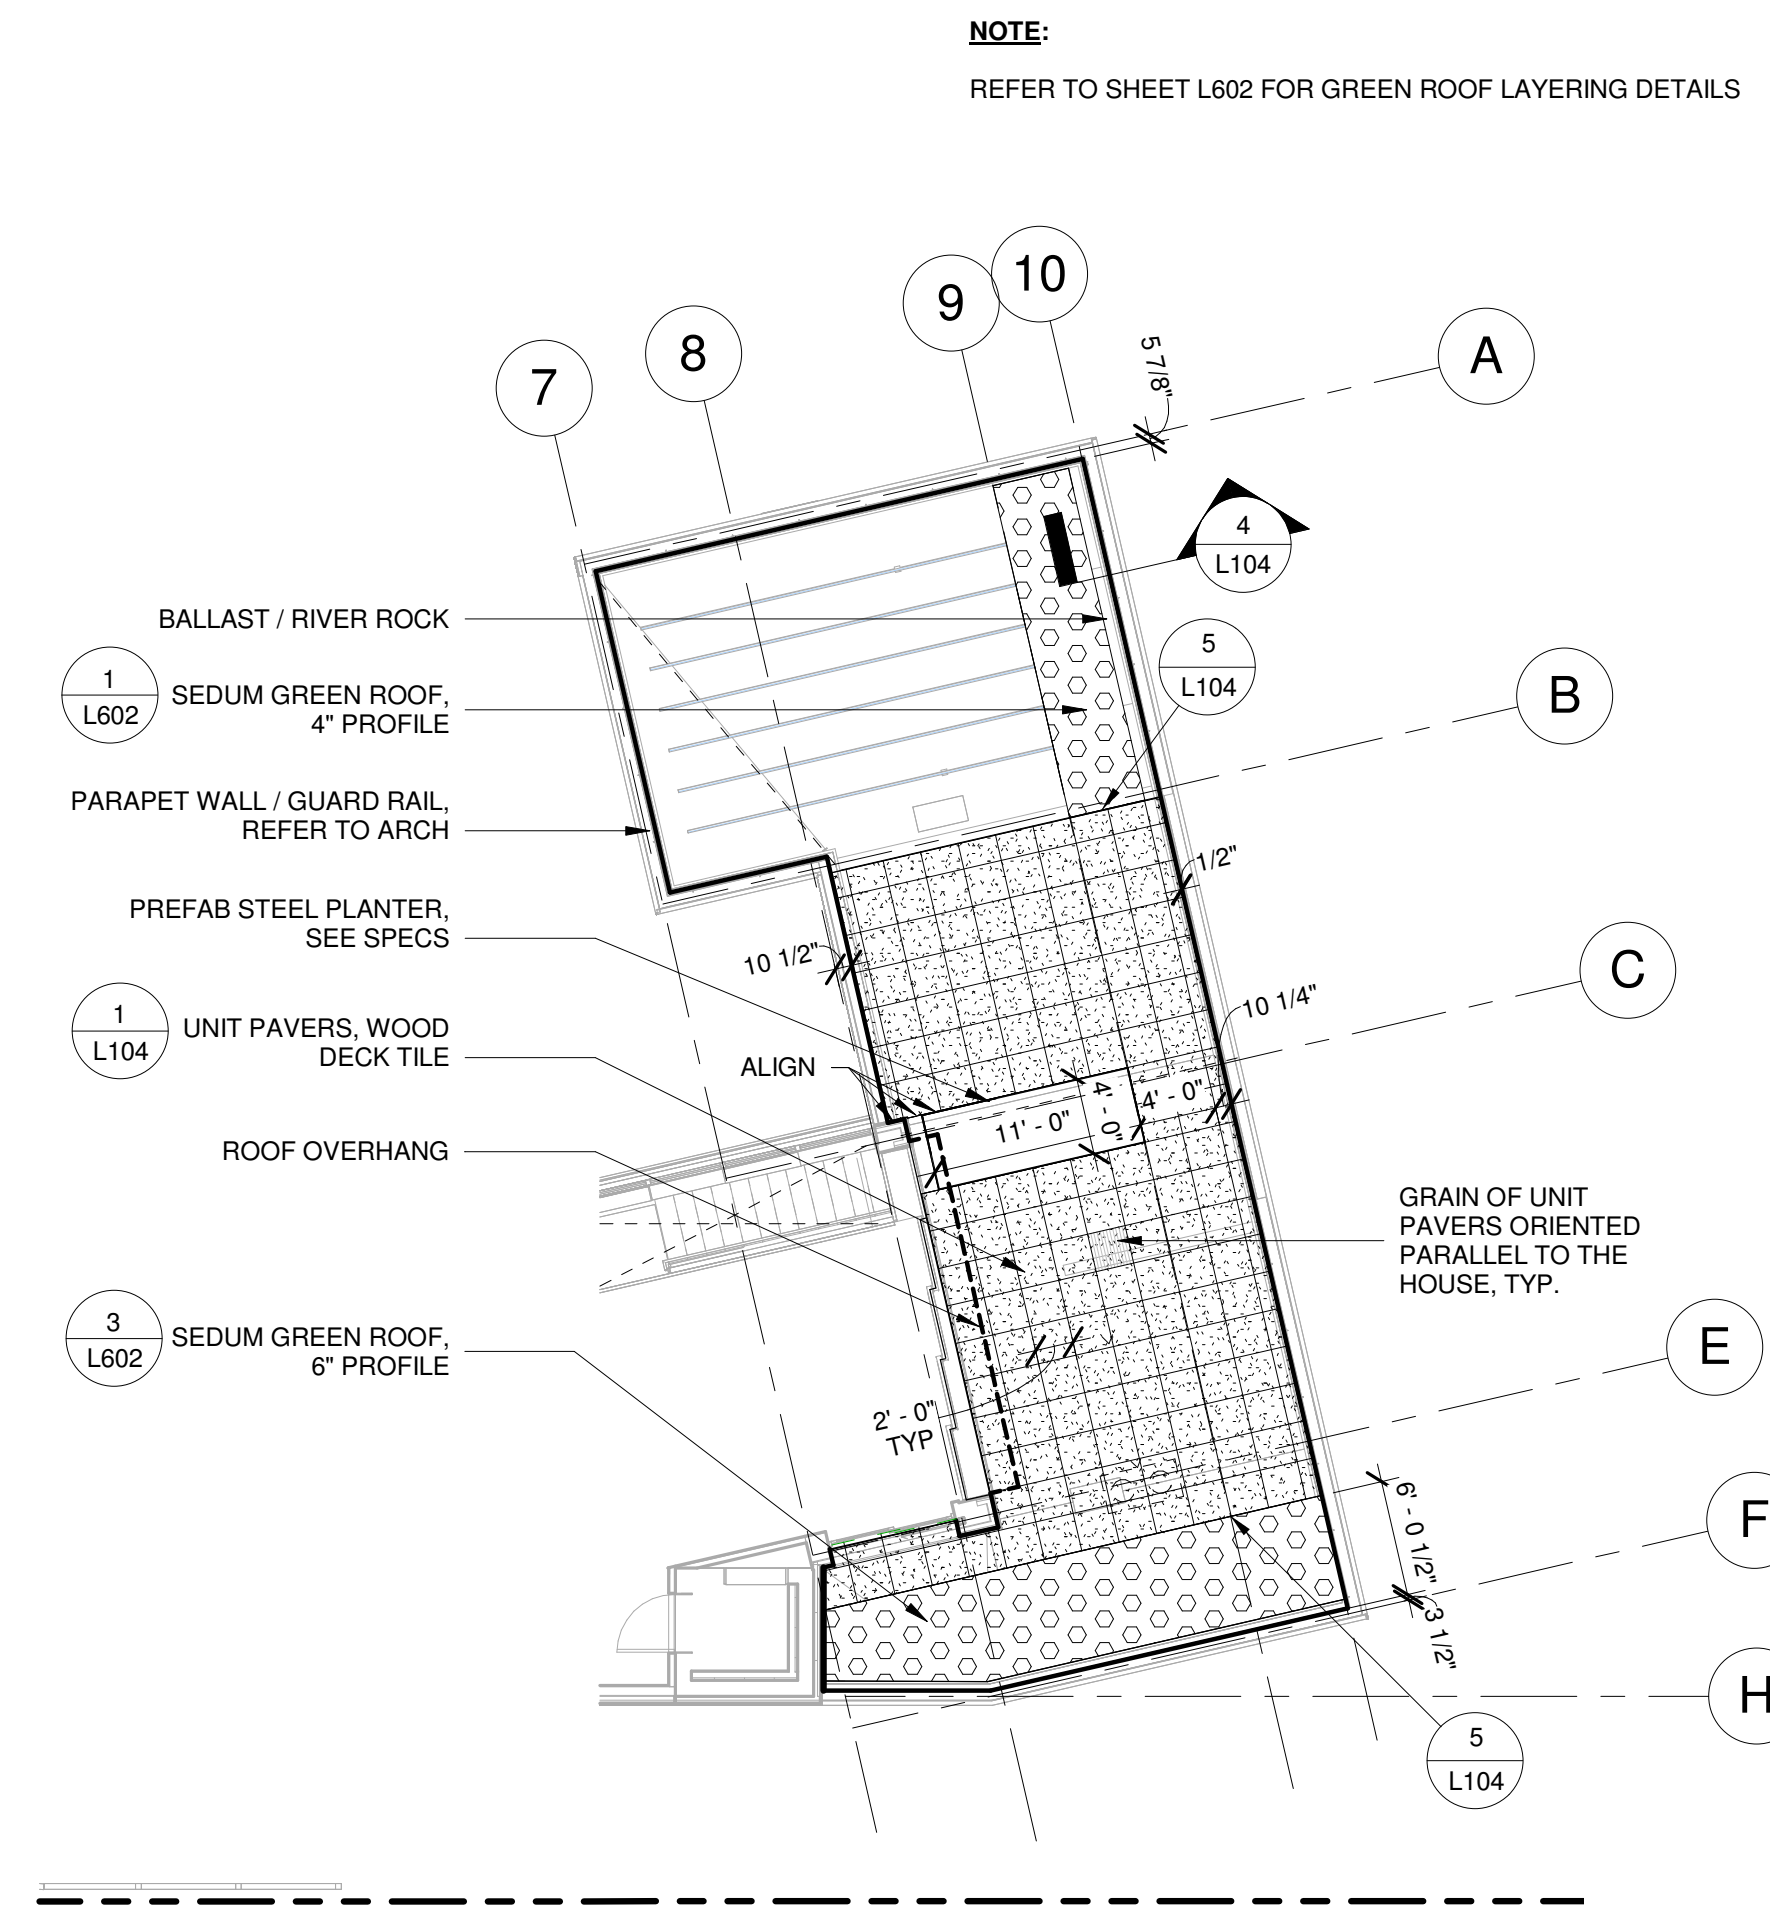 NOTE:
REFER TO SHEET L602 FOR GREEN ROOF LAYERING DETAILS
10
9
8
7
A
5 7/8"
4
L104
BALLAST / RIVER ROCK
5
L104
1
L602
SEDUM GREEN ROOF,
4" PROFILE
B
PARAPET WALL / GUARD RAIL,
REFER TO ARCH
1/2"
PREFAB STEEL PLANTER,
SEE SPECS
10 1/2"
C
10 1/4"
1
L104
UNIT PAVERS, WOOD
DECK TILE
ALIGN
4' - 0"
4' - 0"
11' - 0"
ROOF OVERHANG
GRAIN OF UNIT
PAVERS ORIENTED
PARALLEL TO THE
HOUSE, TYP.
3
L602
SEDUM GREEN ROOF,
6" PROFILE
E
2' - 0"
TYP
6' - 0 1/2"
F
3 1/2"
H
5
L104